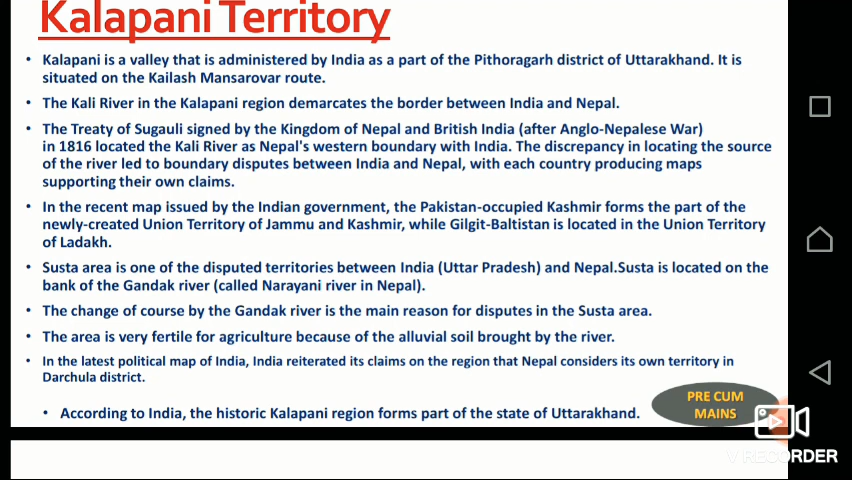 Kalapani Territory
• Kalapani is a valley that is administered by India as a part of the Pithoragarh district of Uttarakhand. It is
situated on the Kailash Mansarovar route.
• The Kali River in the Kalapani region demarcates the border between India and Nepal.
• The Treaty of Sugauli signed by the Kingdom of Nepal and British India (after Anglo-Nepalese War)
in 1816 located the Kali River as Nepal's western boundary with India. The discrepancy in locating the source
of the river led to boundary disputes between India and Nepal, with each country producing maps
supporting their own claims.
• In the recent map issued by the Indian government, the Pakistan-occupied Kashmir forms the part of the
newly-created Union Territory of Jammu and Kashmir, while Gilgit-Baltistan is located in the Union Territory
of Ladakh.
• Susta area is one of the disputed territories between India (Uttar Pradesh) and Nepal.Susta is located on the
bank of the Gandak river (called Narayani river in Nepal).
• The change of course by the Gandak river is the main reason for disputes in the Susta area.
• The area is very fertile for agriculture because of the alluvial soil brought by the river.
• In the latest political map of India, India reiterated its claims on the region that Nepal considers its own territory in
Darchula district.
• According to India, the historic Kalapani region forms part of the state of Uttarakhand.
PRE CUM
MAINS
V RECORDER